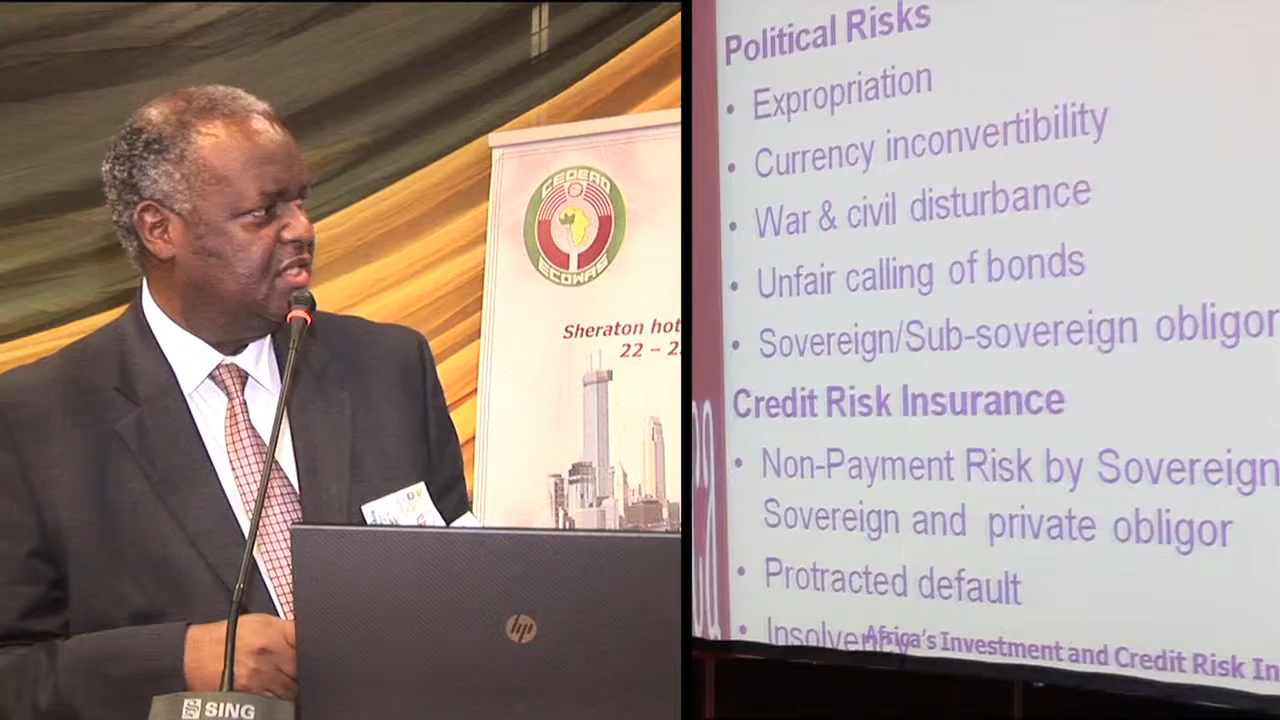 CEDEAO
ECOWAS
Sheraton hot
22 – 2
hp
SING
Political Risks
• Expropriation
• Currency inconvertibility
• War & civil disturbance
• Unfair calling of bonds
• Sovereign/Sub-sovereign obligor
Credit Risk Insurance
• Non-Payment Risk by Sovereign
Sovereign and private obligor
• Protracted default
• Insolvency
Africa's Investment and Credit Risk In